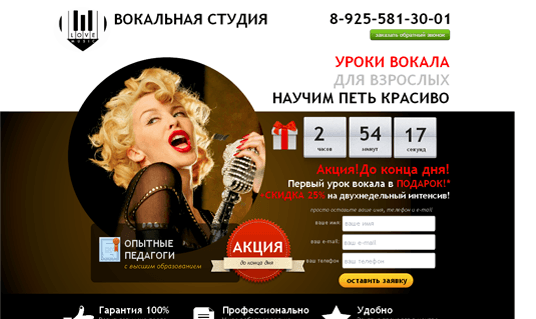 LOVE
MUSIC
ВОКАЛЬНАЯ СТУДИЯ
8-925-581-30-01
заказать обратный звонок
УРОКИ ВОКАЛА
ДЛЯ ВЗРОСЛЫХ
НАУЧИМ ПЕТЬ КРАСИВО
2 54 17
часа минут секунд
Акция!До конца дня!
Первый урок вокала в ПОДАРОК!*
+СКИДКА 25% на двухнедельный интенсив!
просто оставьте ваше имя, телефон и e-mail
ваше имя: ваше имя
ваш e-mail: ваш e-mail
ваш телефон: ваш телефон
оставить заявку
ОПЫТНЫЕ
ПЕДАГОГИ
с высшим образованием
АКЦИЯ
до конца дня
Гарантия 100%
Профессионально
Удобно